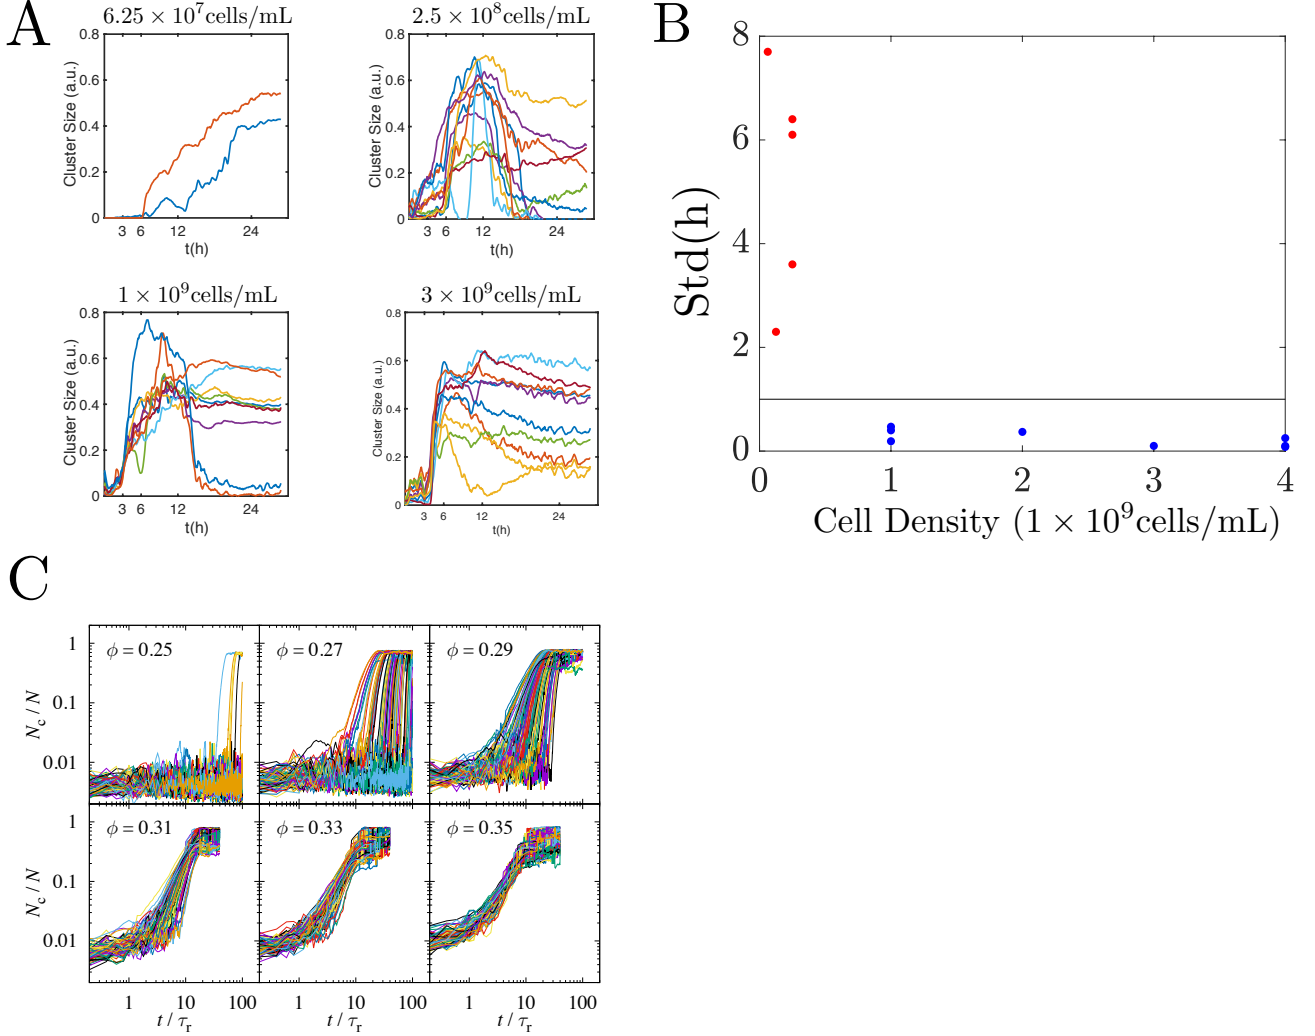 A
6.25 × 10⁷cells/mL
0.8
0.6
0.4
0.2
0
Cluster Size (a.u.)
3 6 12 24
t(h)
2.5 × 10⁸cells/mL
0.8
0.6
0.4
0.2
0
Cluster Size (a.u.)
3 6 12 24
t(h)
1 × 10⁹cells/mL
0.8
0.6
0.4
0.2
0
Cluster Size (a.u.)
3 6 12 24
t(h)
3 × 10⁹cells/mL
0.8
0.6
0.4
0.2
0
Cluster Size (a.u.)
3 6 12 24
t(h)
B
8
6
4
2
0
Std(h)
0 1 2 3 4
Cell Density (1 × 10⁹cells/mL)
C
1
0.1
0.01
N_c / N
ϕ = 0.25
ϕ = 0.27
ϕ = 0.29
1
0.1
0.01
N_c / N
ϕ = 0.31
ϕ = 0.33
ϕ = 0.35
1 10 100
t / τ_r
1 10 100
t / τ_r
1 10 100
t / τ_r